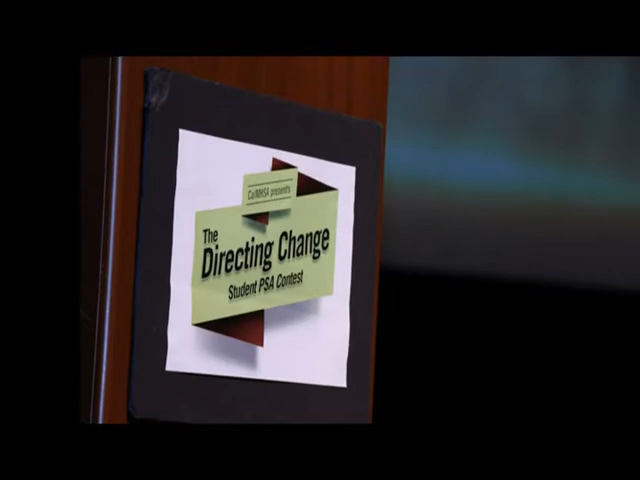 CalMHSA presents
The
Directing Change
Student PSA Contest